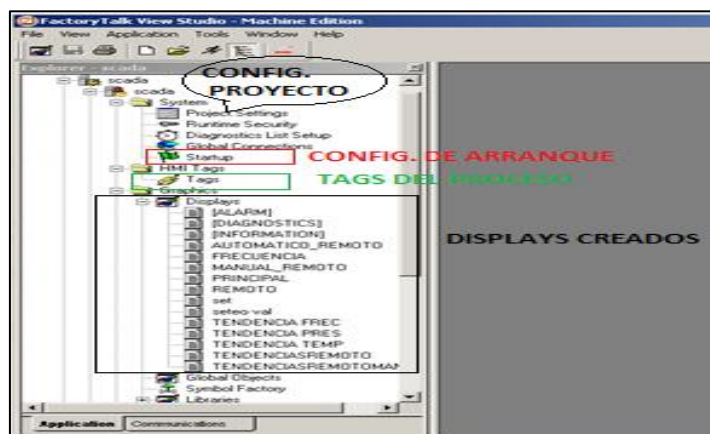 FactoryTalk View Studio - Machine Edition
File View Application Tools Window Help
Explorer - scada
CONFIG.
PROYECTO
scada
scada
System
Project Settings
Runtime Security
Diagnostics List Setup
Global Connections
Startup
CONFIG. DE ARRANQUE
HMI Tags
Tags
TAGS DEL PROCESO
Graphics
Displays
[ALARM]
[DIAGNOSTICS]
[INFORMATION]
AUTOMATICO_REMOTO
DISPLAYS CREADOS
FRECUENCIA
MANUAL_REMOTO
PRINCIPAL
REMOTO
set
seteo val
TENDENCIA FREC
TENDENCIA PRES
TENDENCIA TEMP
TENDENCIASREMOTO
TENDENCIASREMOTOMAN
Global Objects
Symbol Factory
Libraries
Application Communications